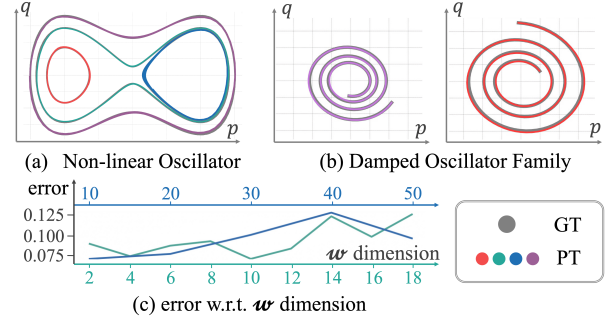 q
p
q
p
p
(a) Non-linear Oscillator
(b) Damped Oscillator Family
error
10 20 30 40 50
0.125
0.100
0.075
w dimension
2 4 6 8 10 12 14 16 18
(c) error w.r.t. w dimension
GT
PT